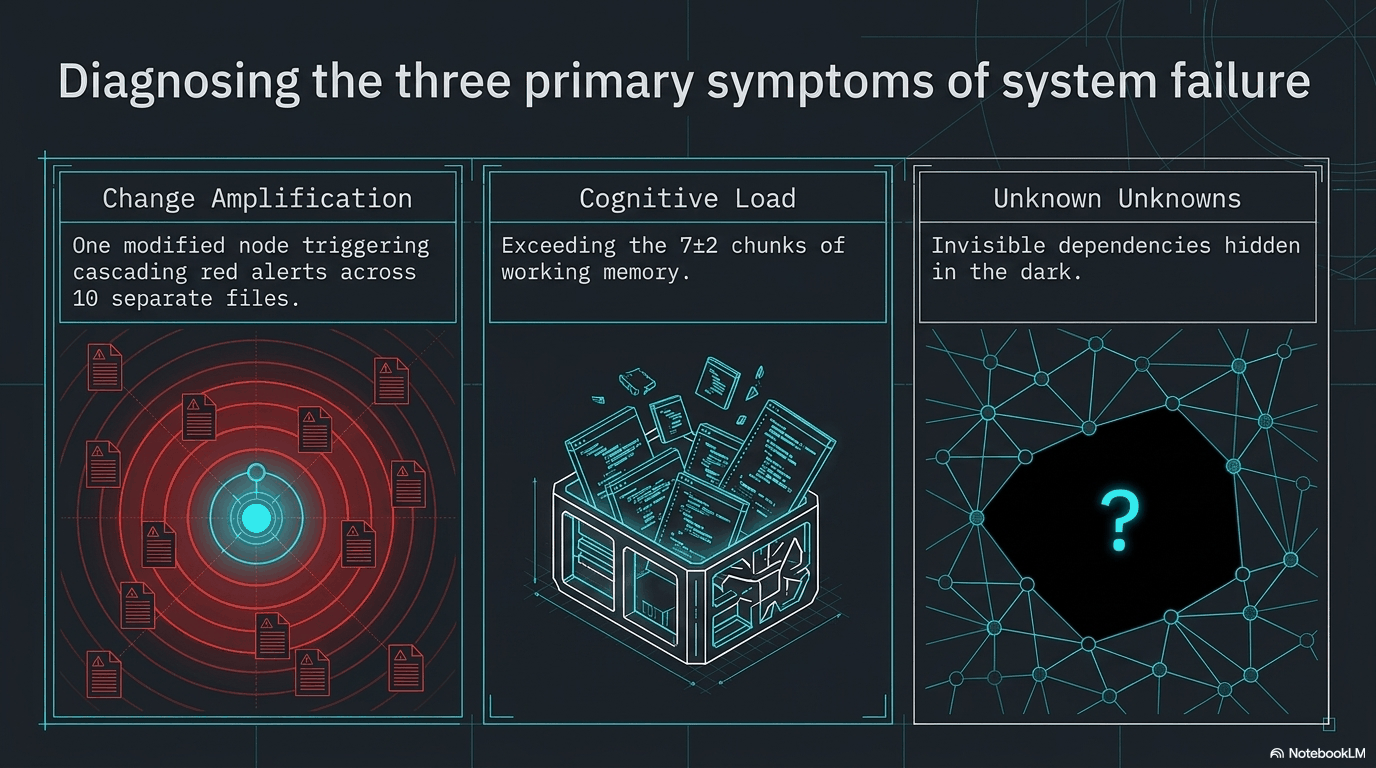 Diagnosing the three primary symptoms of system failure
Change Amplification
One modified node triggering
cascading red alerts across
10 separate files.
Cognitive Load
Exceeding the 7±2 chunks of
working memory.
Unknown Unknowns
Invisible dependencies hidden
in the dark.
?
NotebookLM